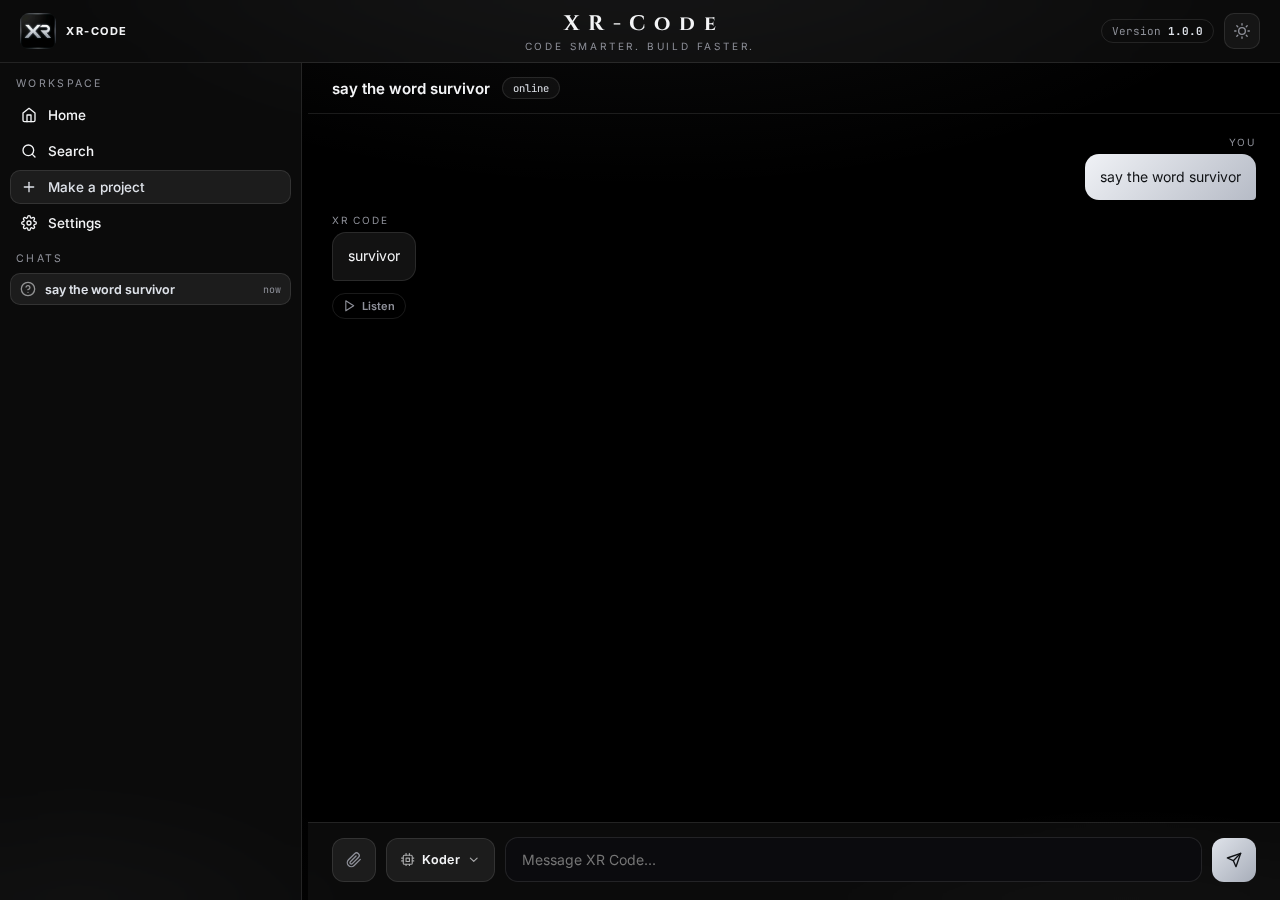 XR XR-CODE
XR-CODE
CODE SMARTER. BUILD FASTER.
Version 1.0.0
WORKSPACE
Home
Search
Make a project
Settings
CHATS
say the word survivor now
say the word survivor online
YOU
say the word survivor
XR CODE
survivor
Listen
Koder
Message XR Code...